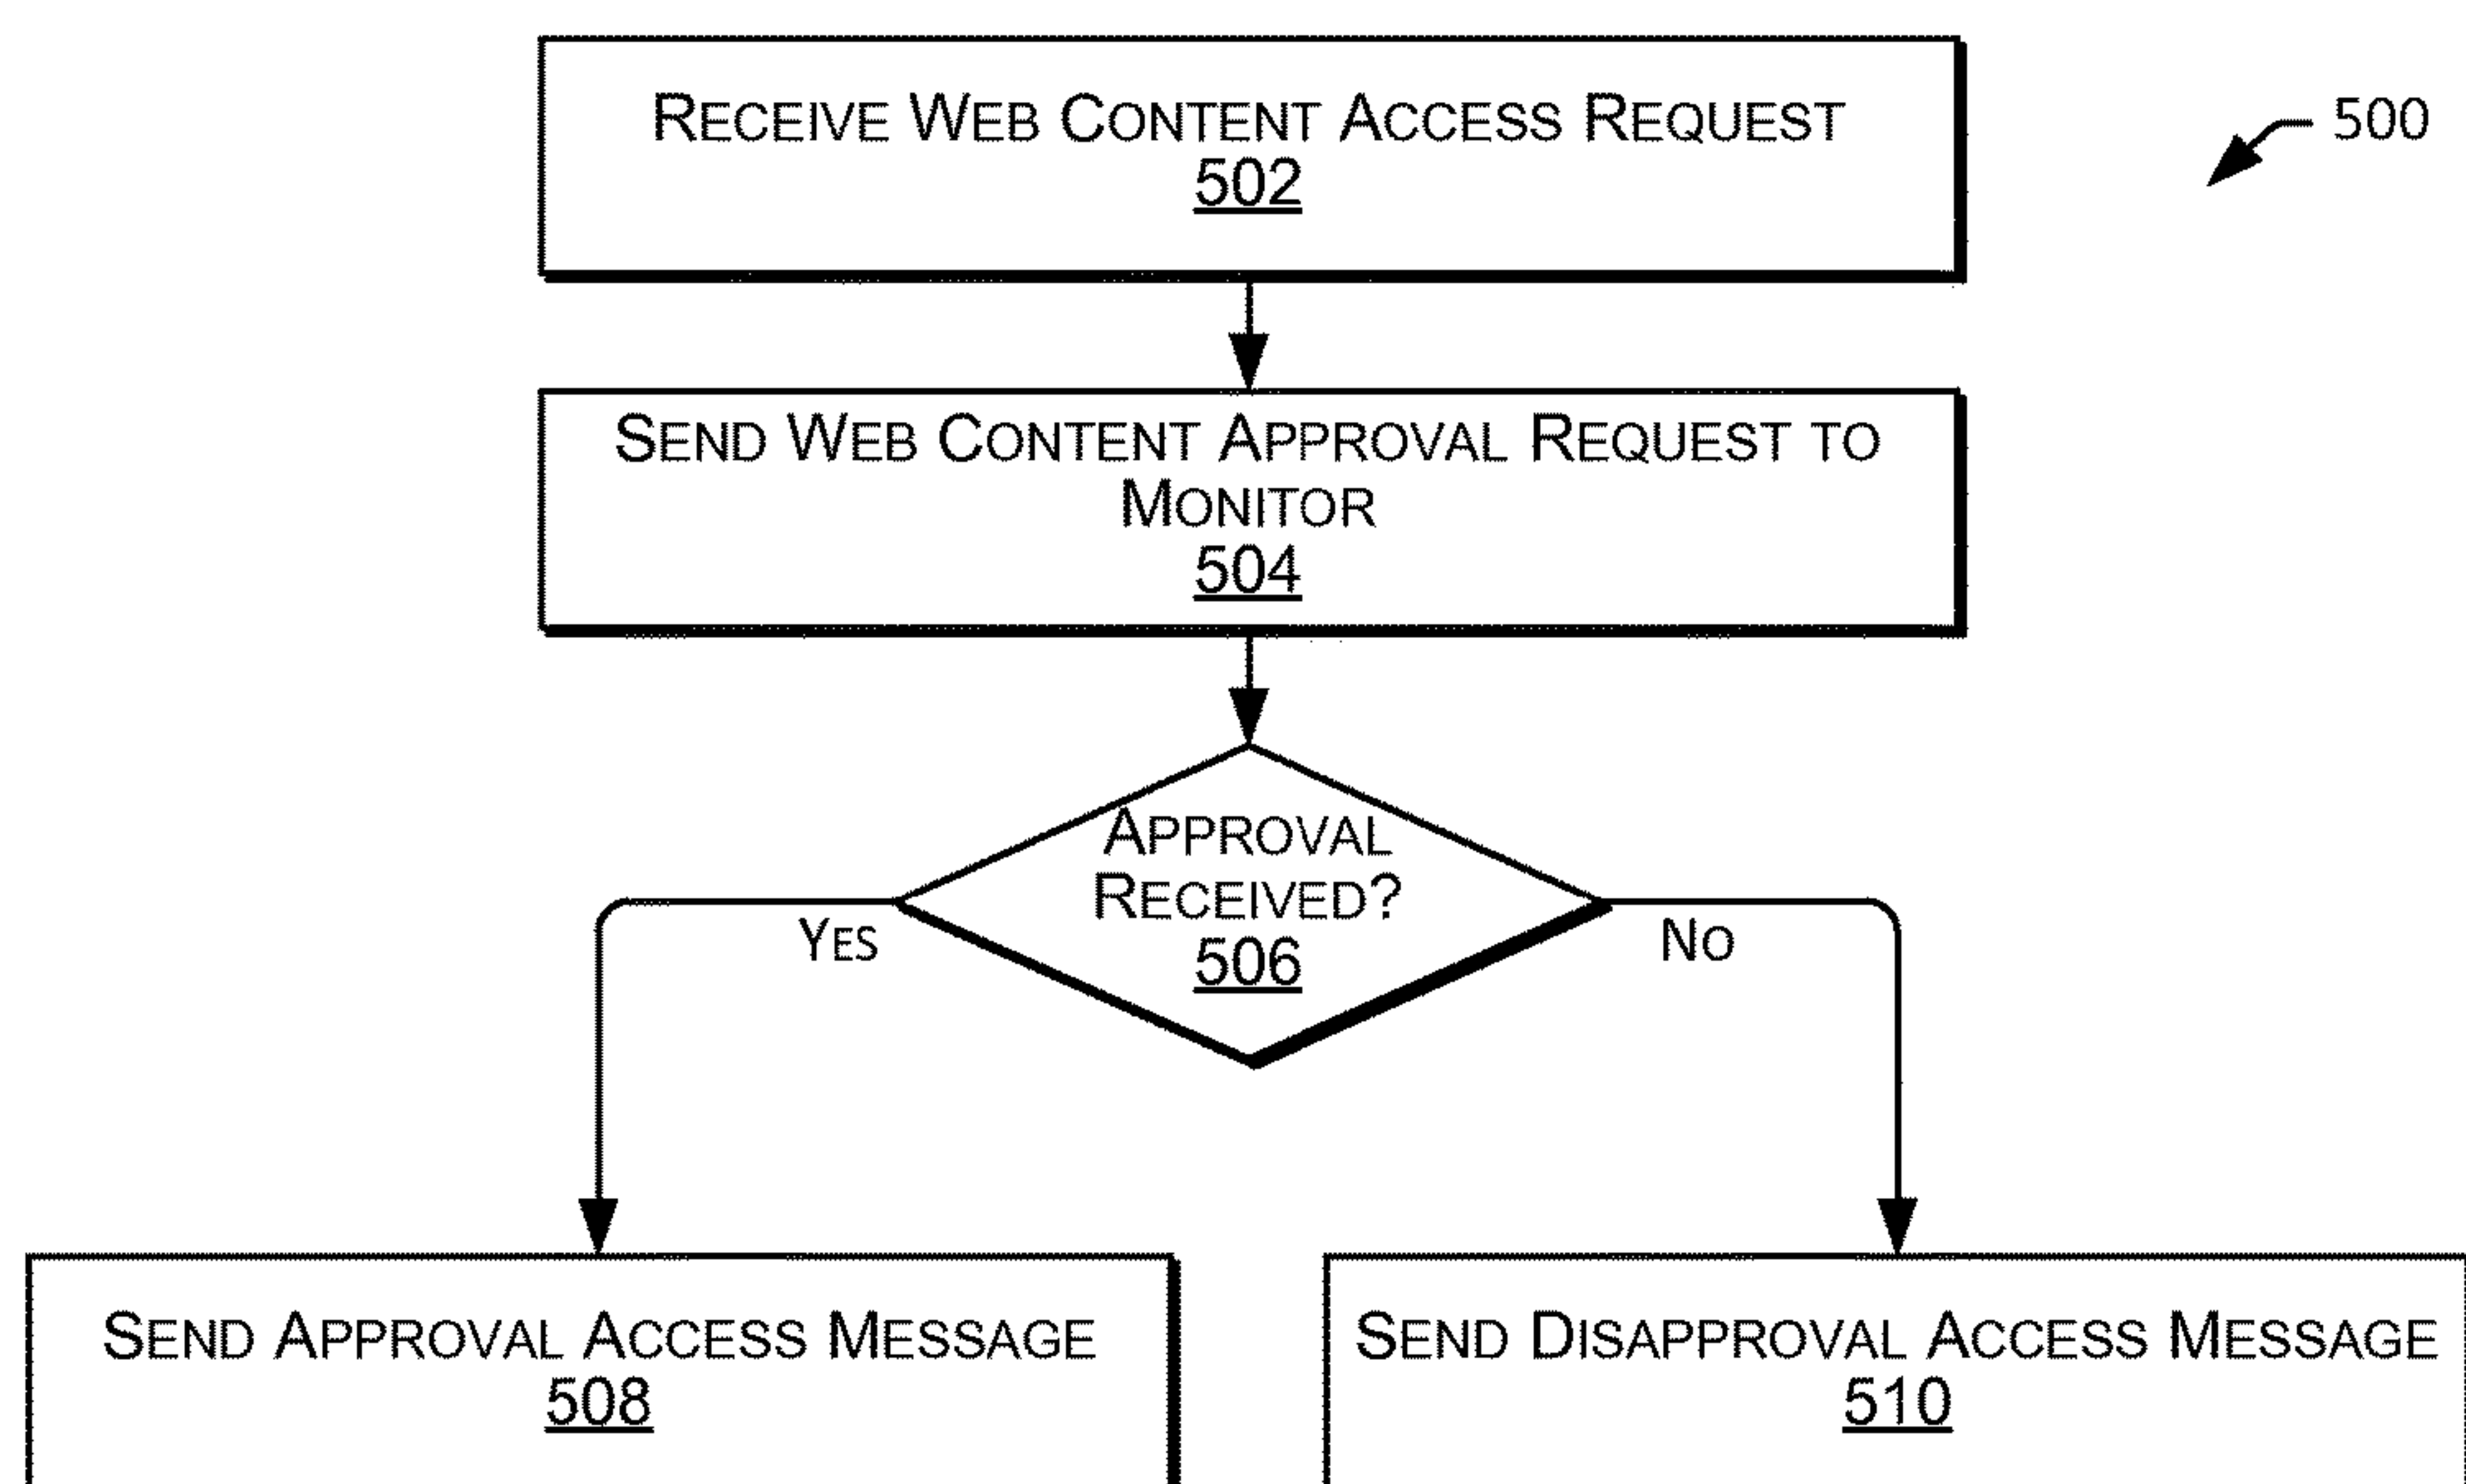 RECEIVE WEB CONTENT ACCESS REQUEST
502
500
SEND WEB CONTENT APPROVAL REQUEST TO
MONITOR
504
APPROVAL
RECEIVED?
506
YES
NO
SEND APPROVAL ACCESS MESSAGE
508
SEND DISAPPROVAL ACCESS MESSAGE
510